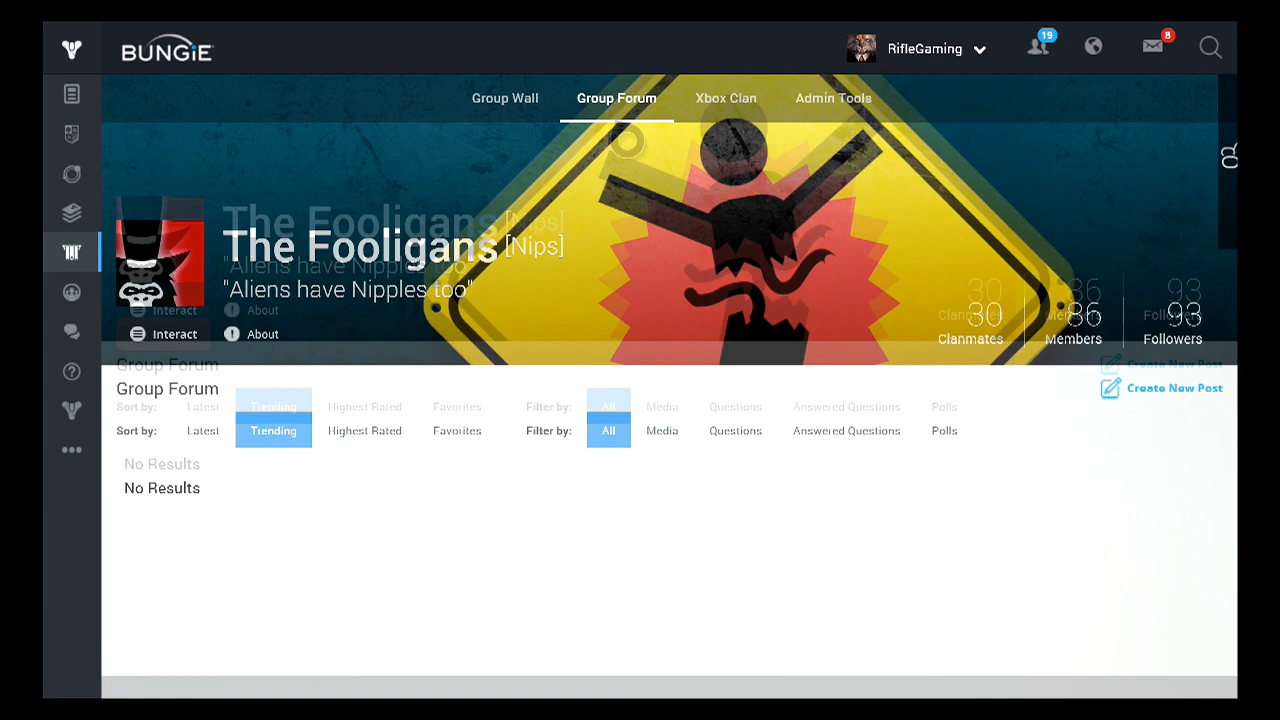 BUNGiE
RifleGaming
19
8
Group Wall Group Forum Xbox Clan Admin Tools
The Fooligans [Nips]
"Aliens have Nipples too"
30 86 93
Interact About
Clanmates Members Followers
Group Forum
Create New Post
Sort by: Latest Trending Highest Rated Favorites Filter by: All Media Questions Answered Questions Polls
No Results